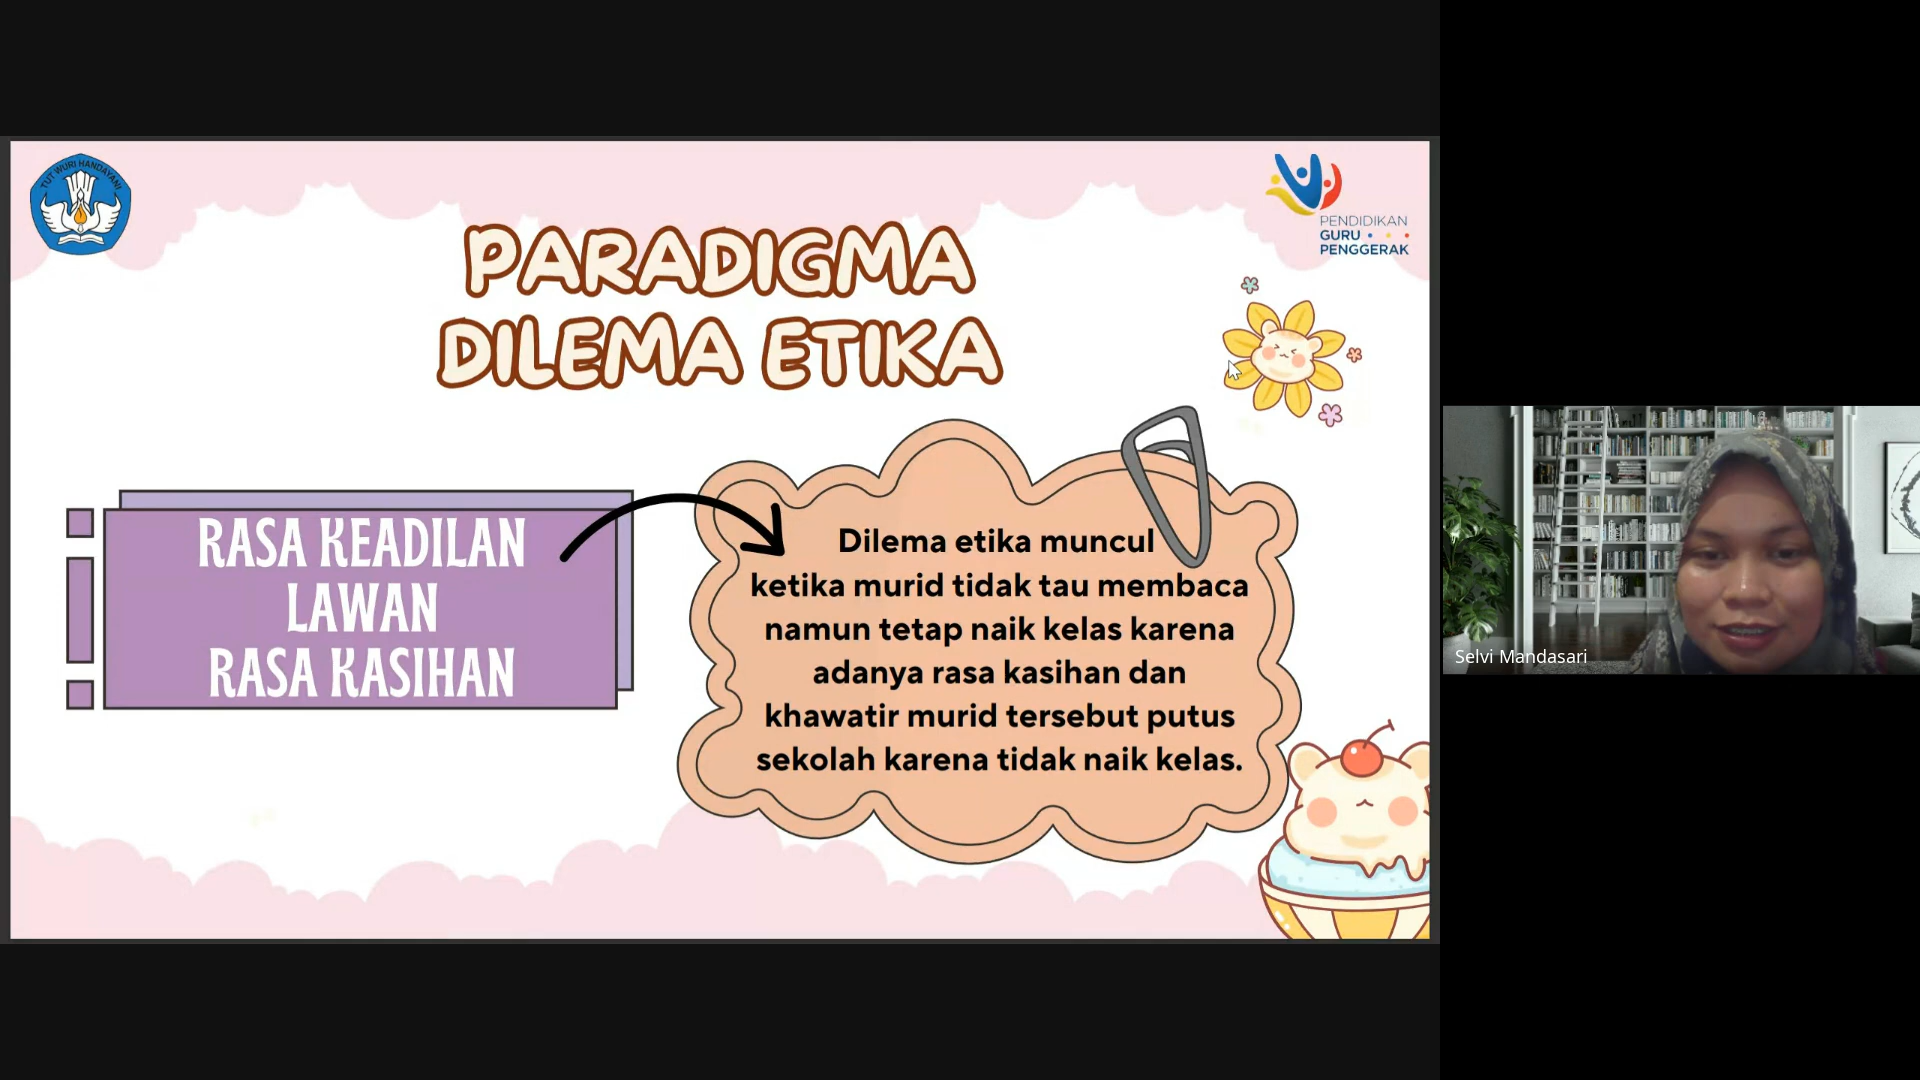 TUT WURI HANDAYANI
PENDIDIKAN
GURU
PENGGERAK
PARADIGMA
DILEMA ETIKA
RASA KEADILAN
LAWAN
RASA KASIHAN
Dilema etika muncul
ketika murid tidak tau membaca
namun tetap naik kelas karena
adanya rasa kasihan dan
khawatir murid tersebut putus
sekolah karena tidak naik kelas.
Selvi Mandasari